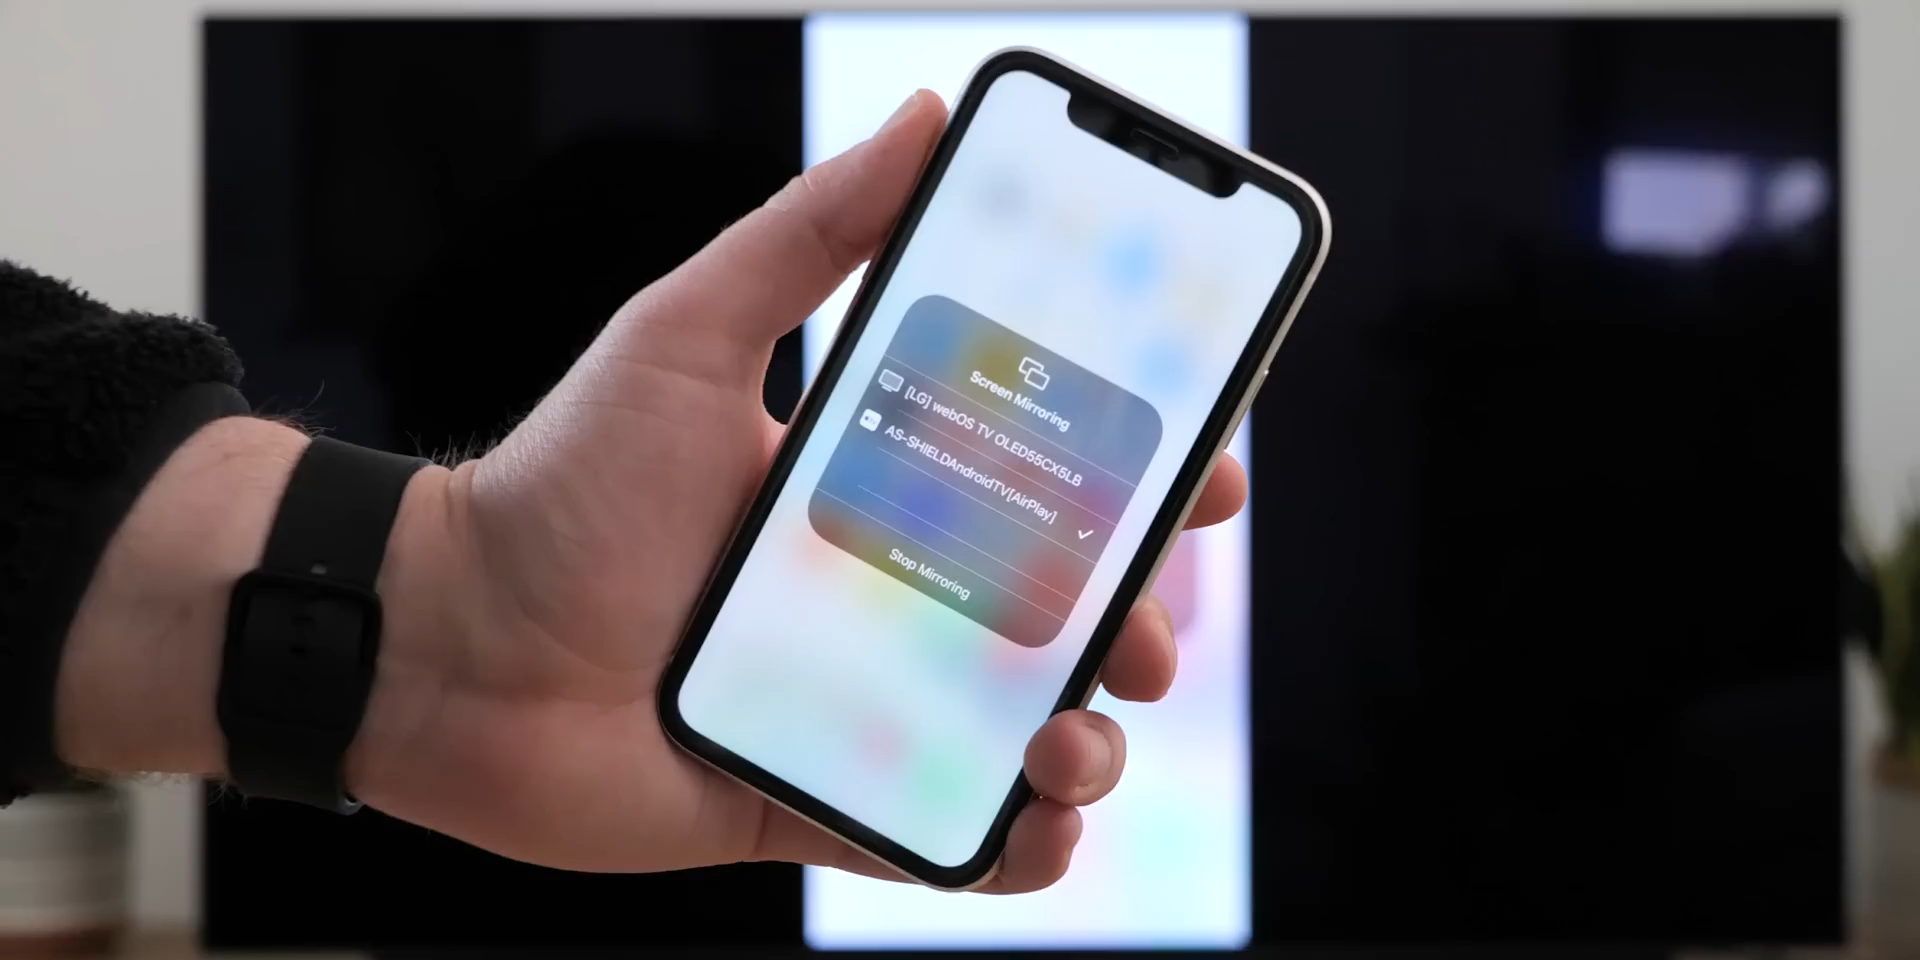 Screen Mirroring
[LG] webOS TV OLED55CX5LB
AS-SHIELDAndroidTV[AirPlay]
Stop Mirroring